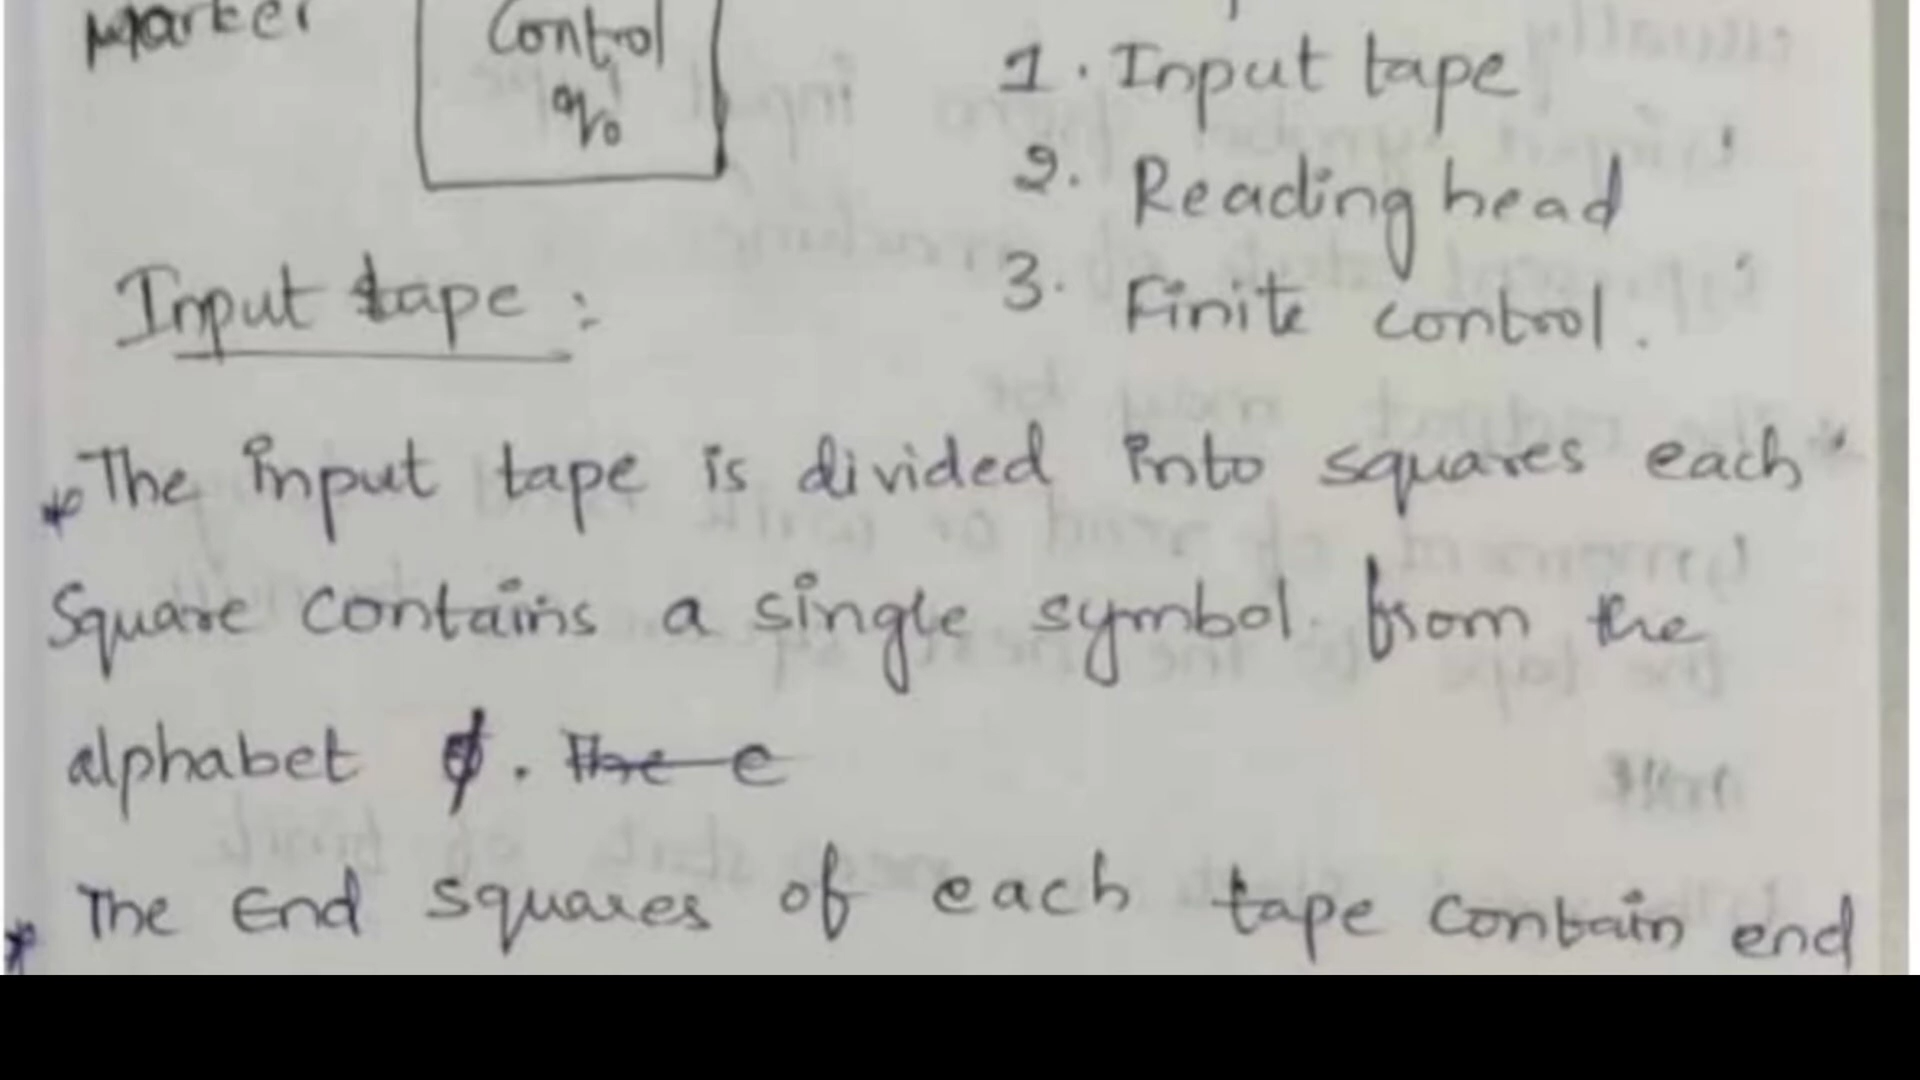 Marker
Control
q₀
1. Input tape
2. Reading head
3. Finite control.
Input tape :
* The input tape is divided into squares each
Square contains a single symbol from the
alphabet .
* The End squares of each tape contain end